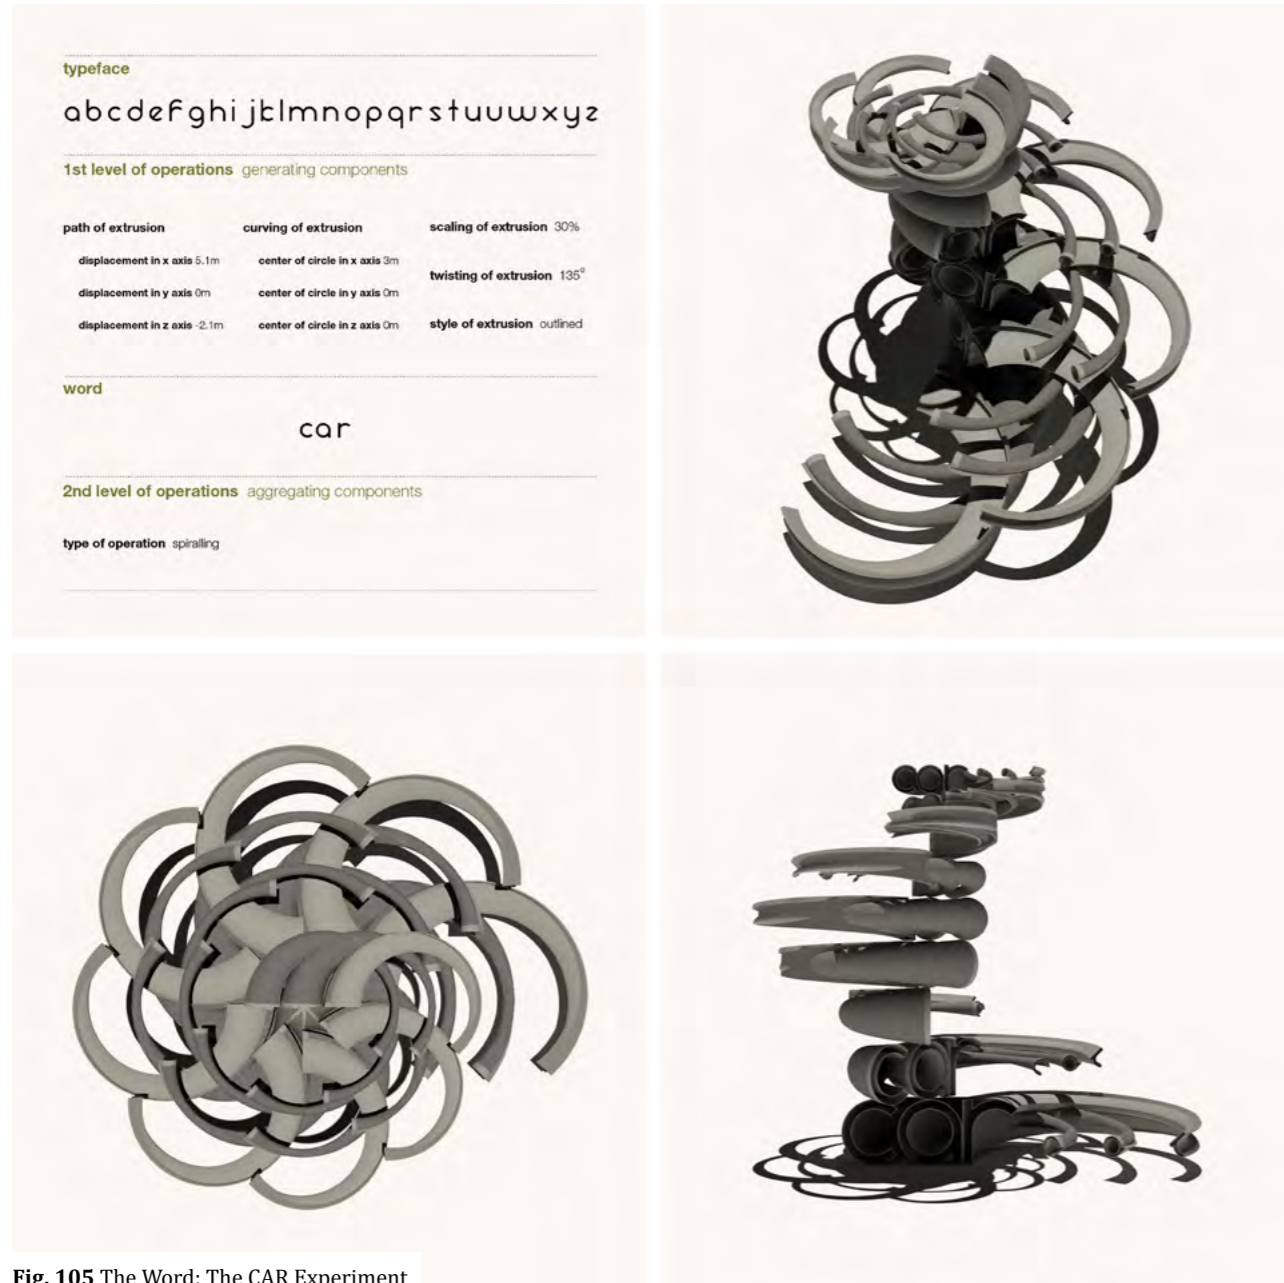 typeface
abcdefghijklmnopqrstuvwxyz
1st level of operations generating components
path of extrusion curving of extrusion scaling of extrusion 30%
displacement in x axis 5.1m center of circle in x axis 3m
twisting of extrusion 135°
displacement in y axis 0m center of circle in y axis 0m
displacement in z axis -2.1m center of circle in z axis 0m style of extrusion outlined
word
car
2nd level of operations aggregating components
type of operation spiralling
car
car
car
Fig. 105 The Word: The CAR Experiment